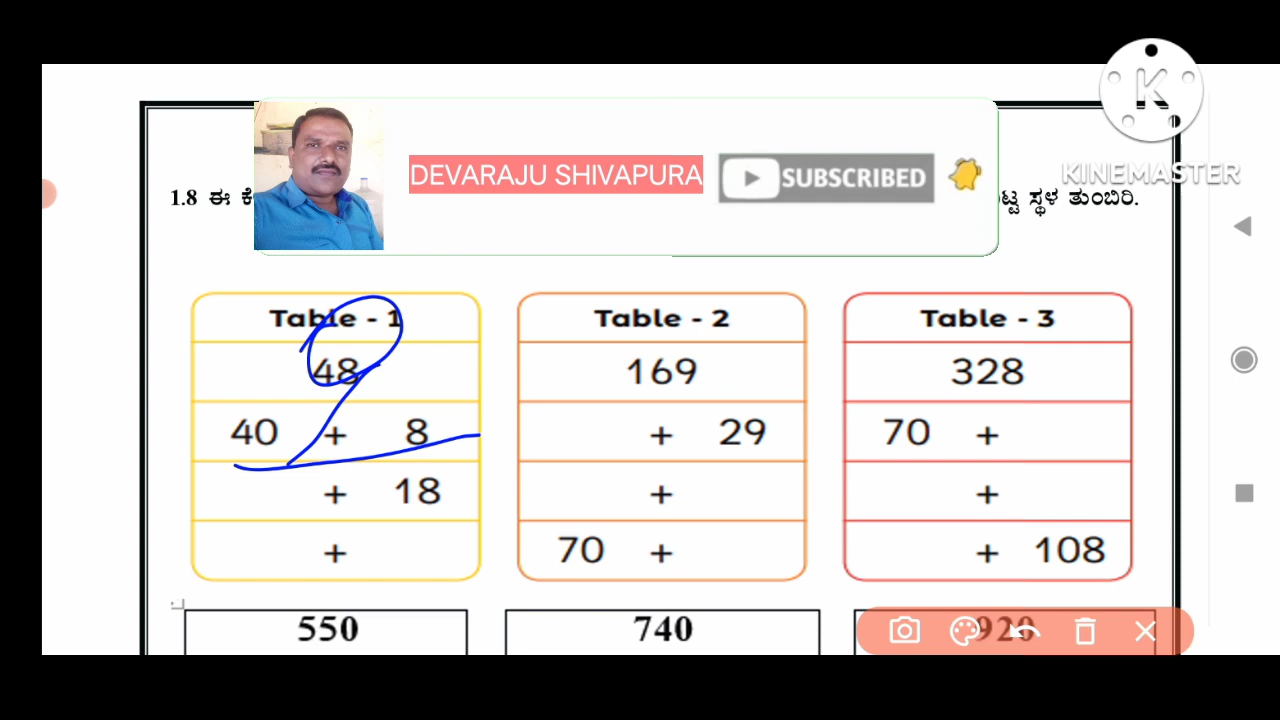 KINEMASTER
DEVARAJU SHIVAPURA SUBSCRIBED
1.8 ಈ ಸ್ಥಳ ತುಂಬಿರಿ.
Table - 1 Table - 2 Table - 3
48 169 328
40 + 8 + 29 70 +
+ 18 + +
+ 70 + + 108
550 740 920